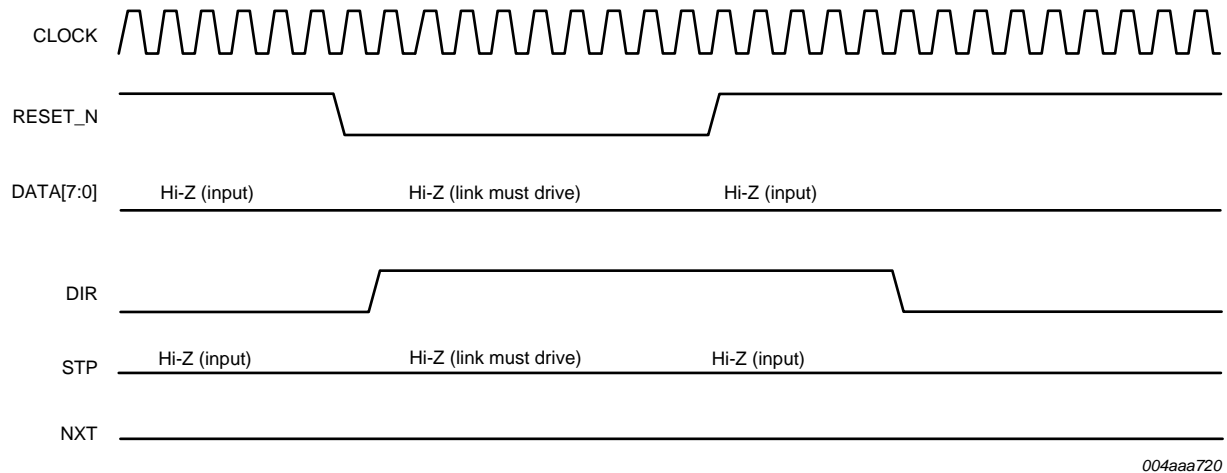 CLOCK
RESET_N
DATA[7:0] Hi-Z (input) Hi-Z (link must drive) Hi-Z (input)
DIR
STP Hi-Z (input) Hi-Z (link must drive) Hi-Z (input)
NXT
004aaa720